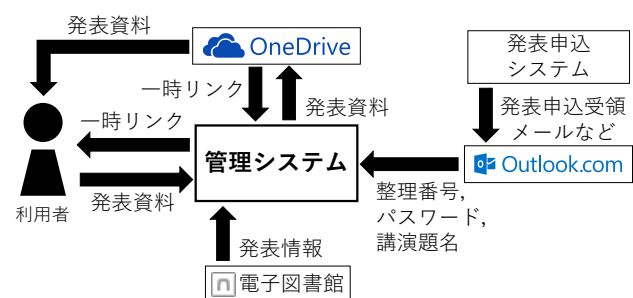 発表資料
OneDrive
発表申込
システム
一時リンク
発表資料
発表申込受領
メールなど
一時リンク
管理システム
Outlook.com
発表資料
利用者
整理番号,
パスワード,
講演題名
発表情報
電子図書館